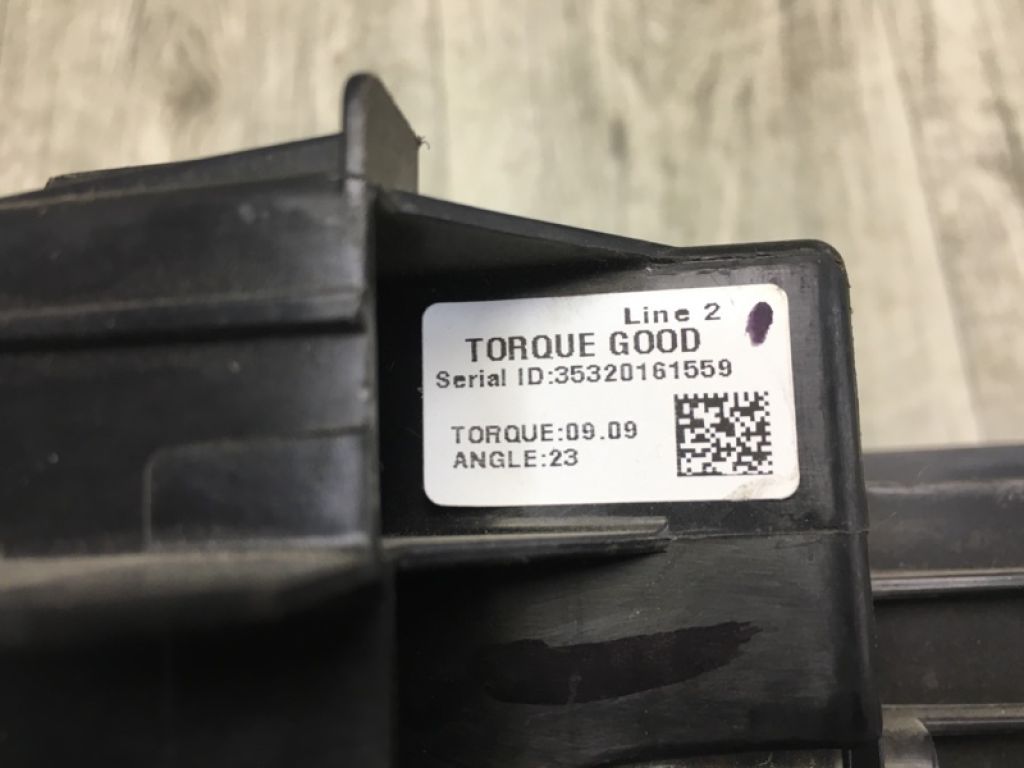 Line 2
TORQUE GOOD
Serial ID:35320161559
TORQUE:09.09
ANGLE:23